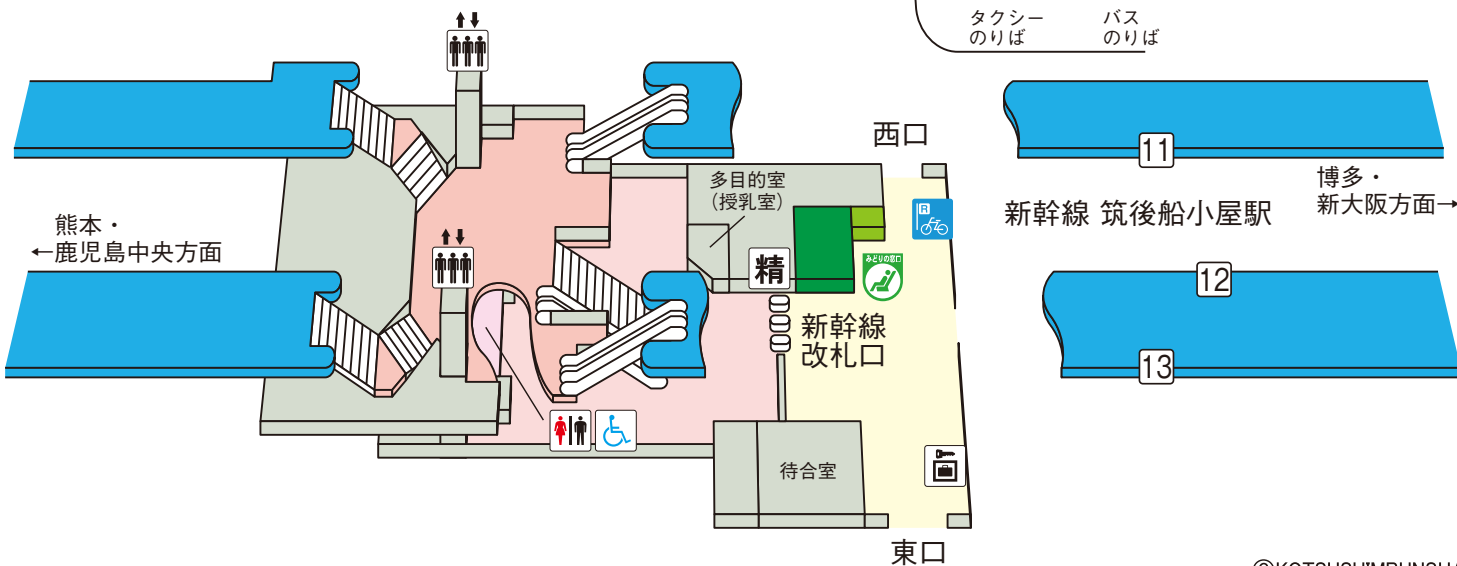 タクシー
のりば
バス
のりば
西口
11
博多・
新大阪方面→
新幹線 筑後船小屋駅
多目的室
(授乳室)
熊本・
←鹿児島中央方面
R
みどりの窓口
精
12
新幹線
改札口
13
待合室
東口